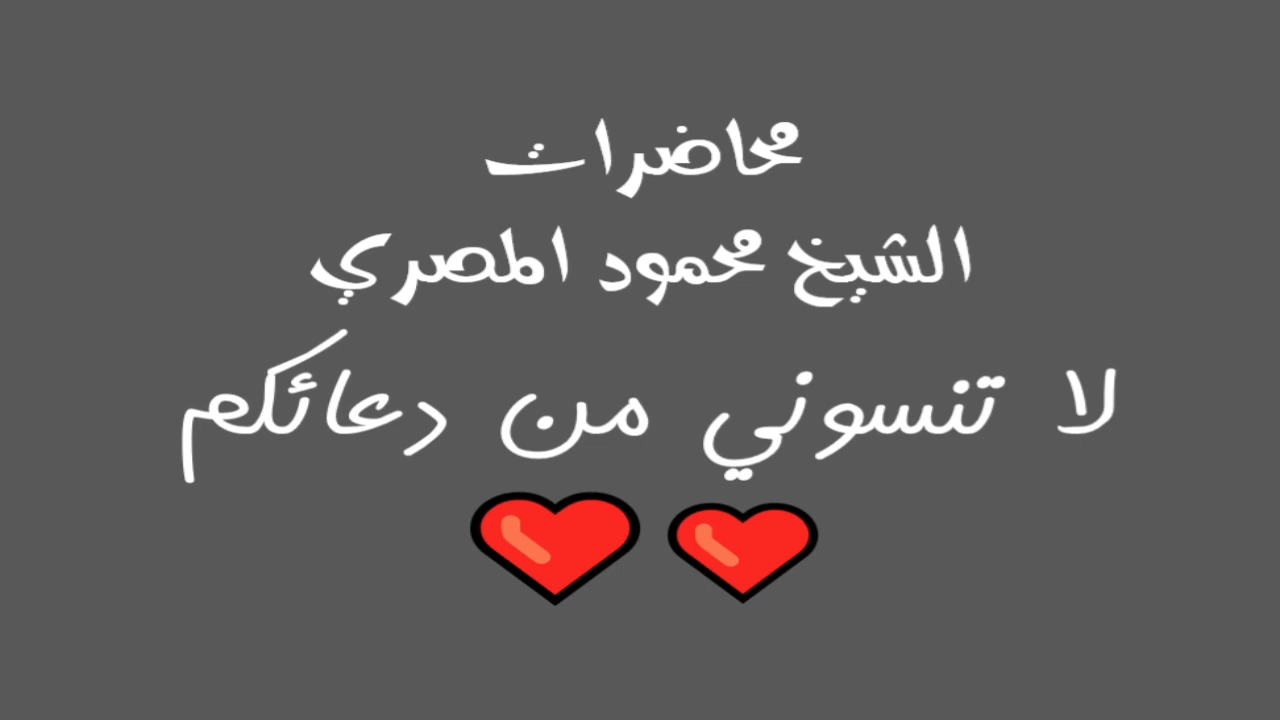 محاضرات
الشيخ محمود المصري
لا تنسوني من دعائكم